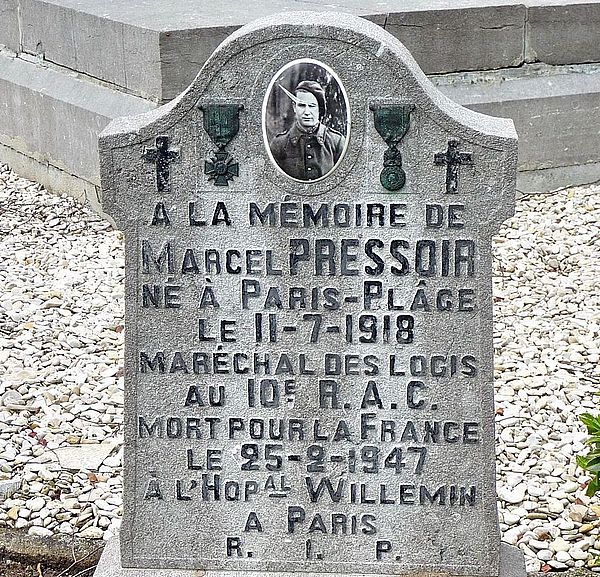 À LA MÉMOIRE DE
MARCEL PRESSOIR
NE À PARIS-PLÂGE
LE 11-7-1918
MARÉCHAL DES LOGIS
AU 10E R.A.C.
MORT POUR LA FRANCE
LE 25-2-1947
À L'HOPAL WILLEMIN
A PARIS
R. I. P.